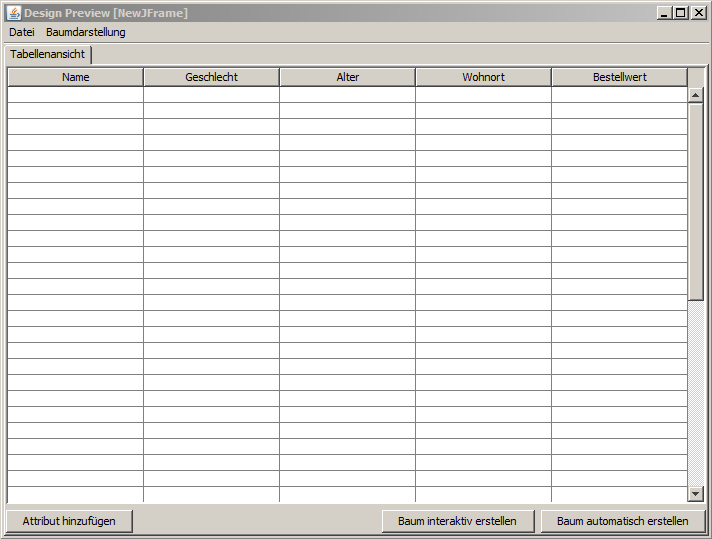 Design Preview [NewJFrame]
Datei Baumdarstellung
Tabellenansicht
Name Geschlecht Alter Wohnort Bestellwert
Attribut hinzufügen Baum interaktiv erstellen Baum automatisch erstellen